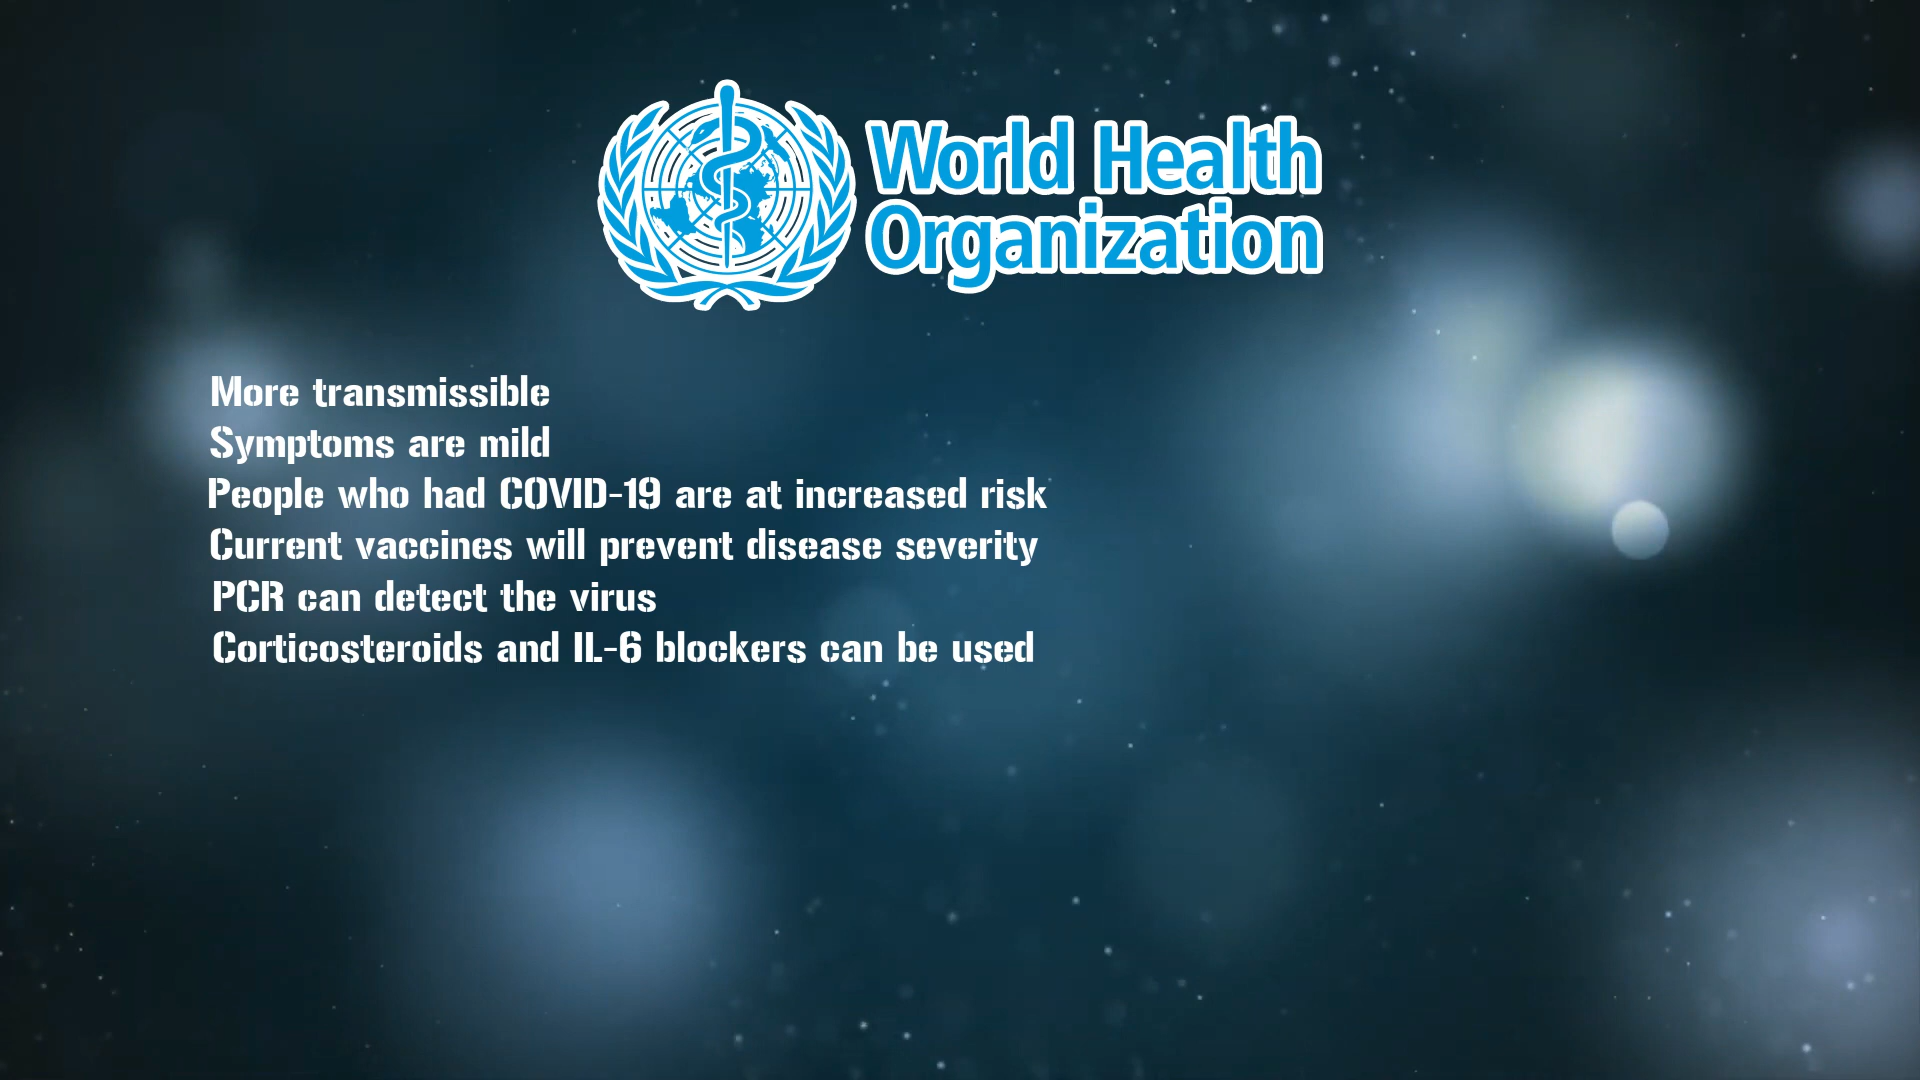 World Health
Organization
More transmissible
Symptoms are mild
People who had COVID-19 are at increased risk
Current vaccines will prevent disease severity
PCR can detect the virus
Corticosteroids and IL-6 blockers can be used